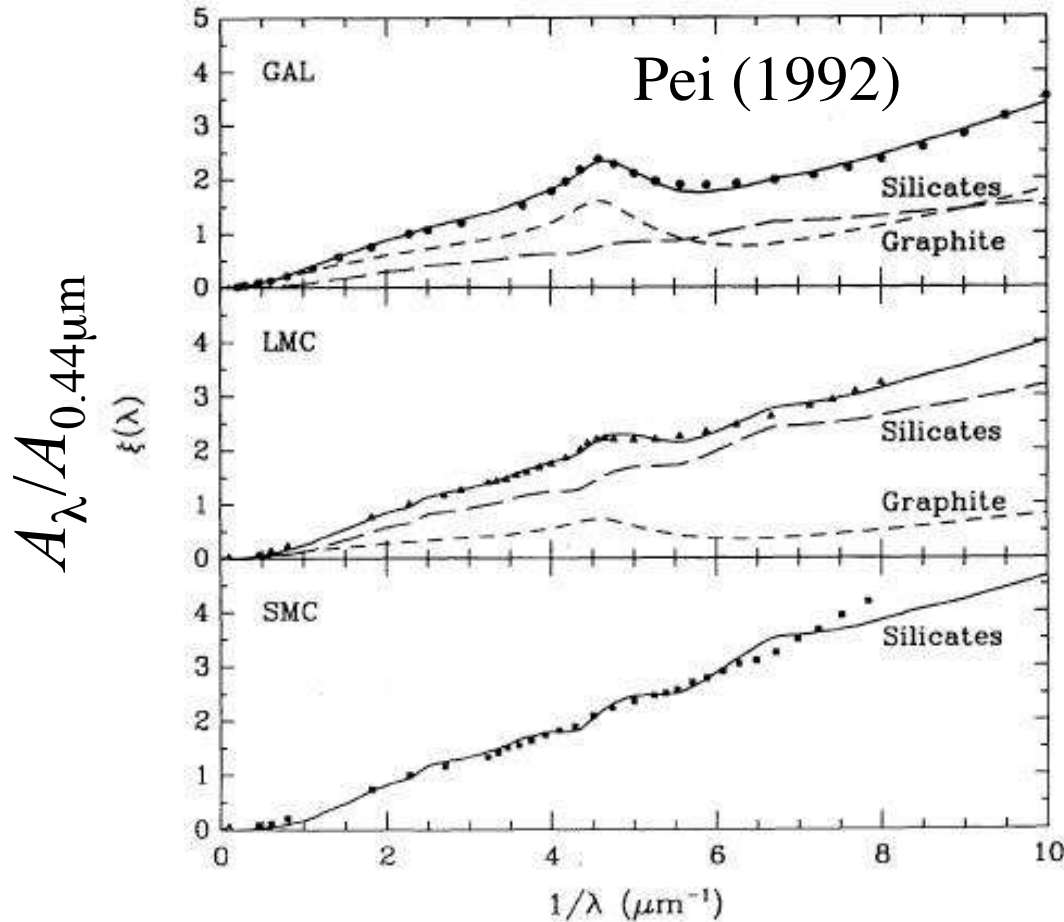 5
4
3
2
1
0
GAL
Pei (1992)
Silicates
Graphite
4
3
2
1
0
LMC
Silicates
Graphite
4
3
2
1
0
SMC
Silicates
0
2
4
6
8
10
1/λ (μm⁻¹)
ξ(λ)
A_λ/A_0.44μm